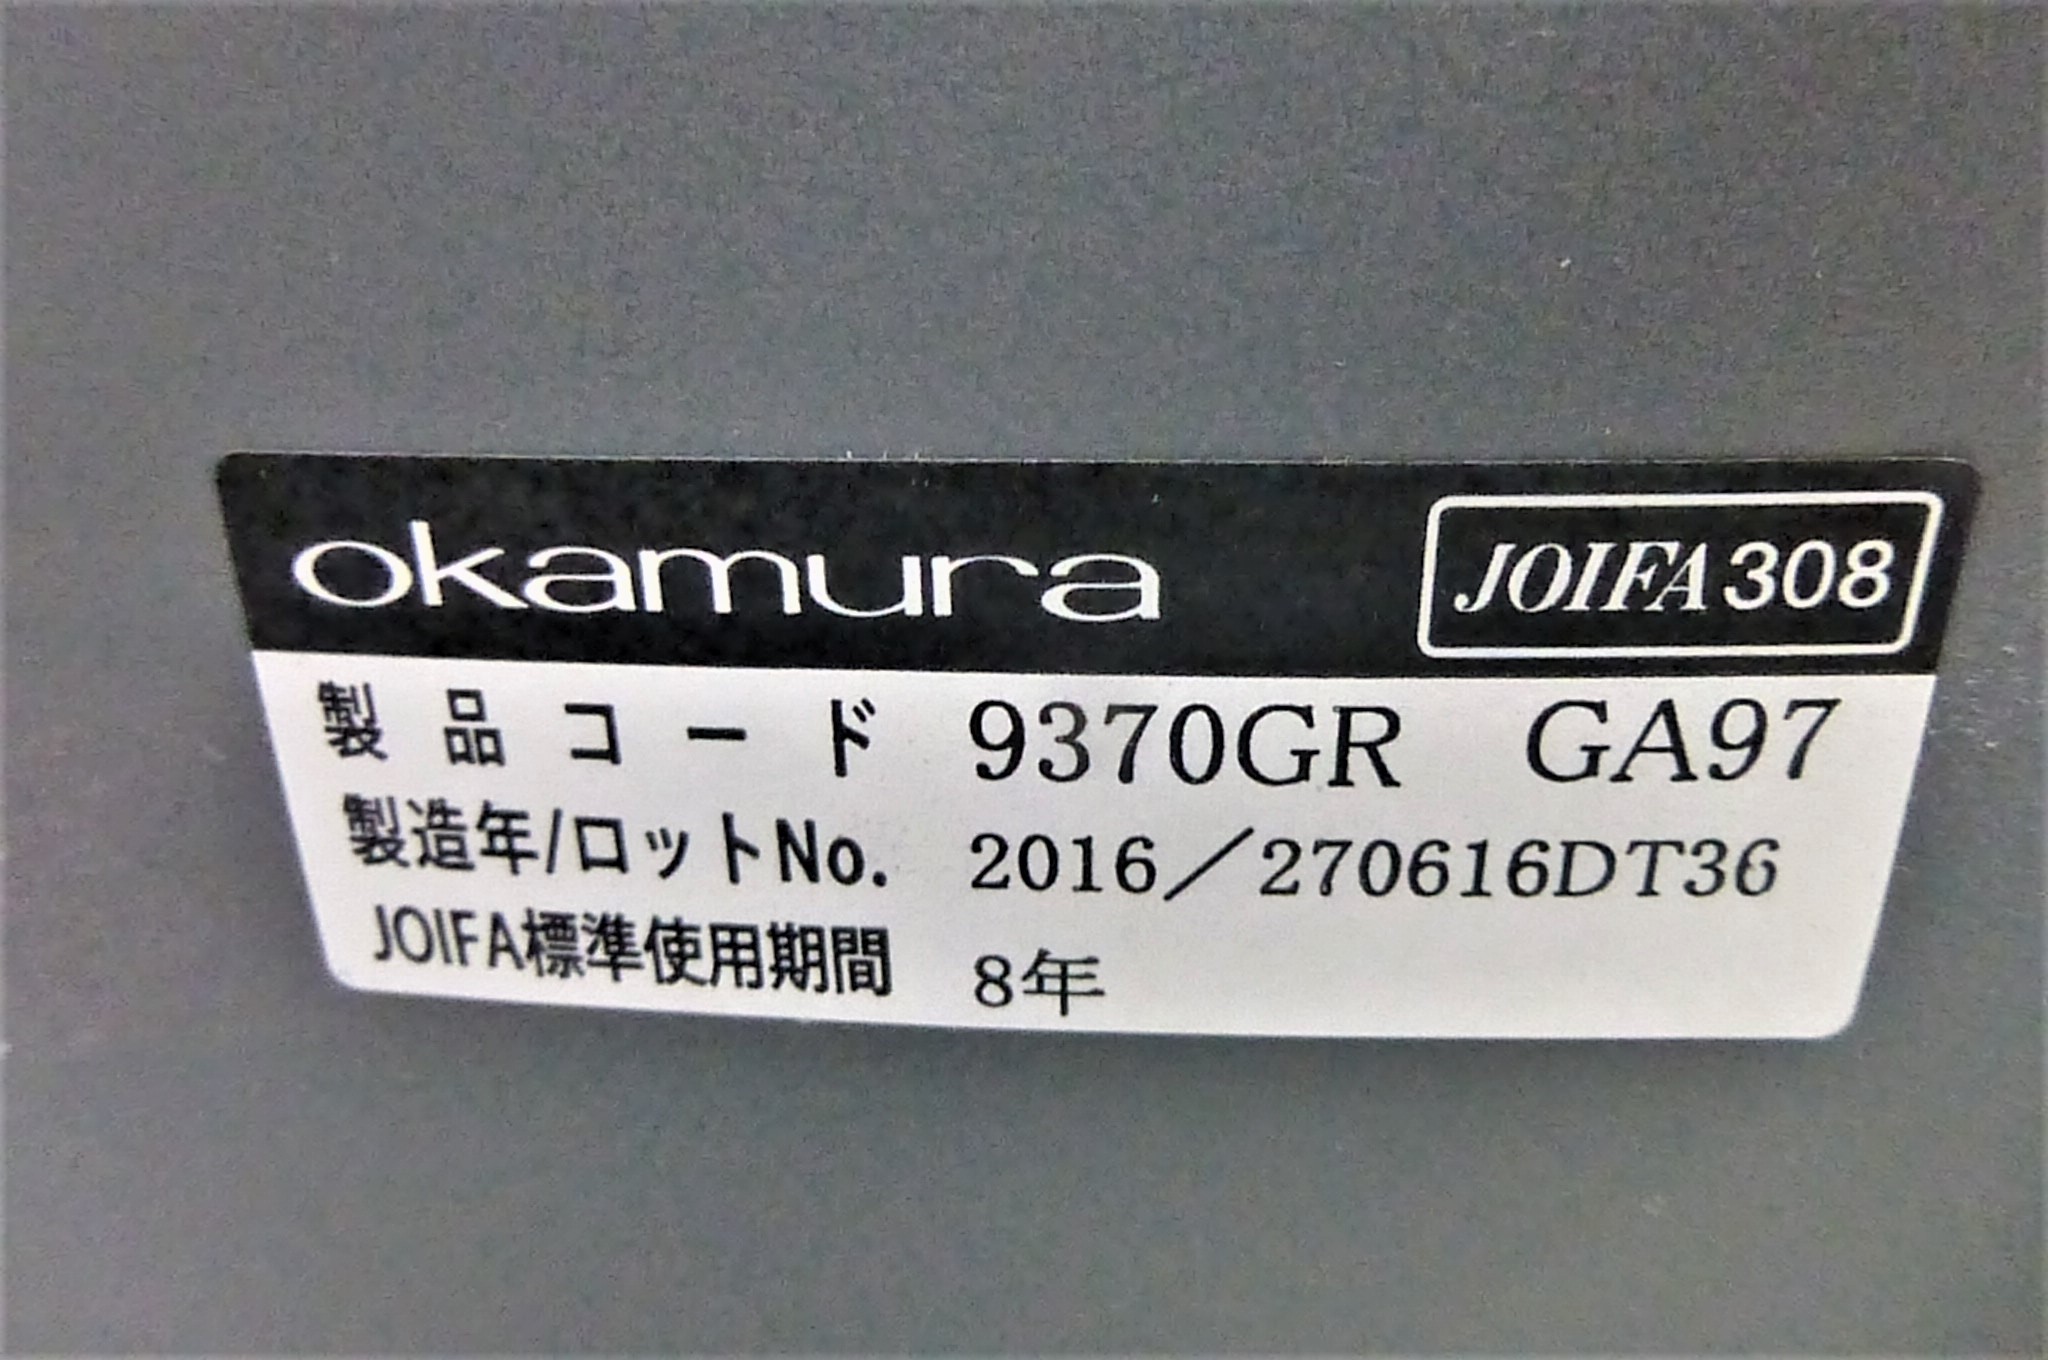 okamura JOIFA308
製品コード 9370GR GA97
製造年/ロットNo. 2016／270616DT36
JOIFA標準使用期間 8年